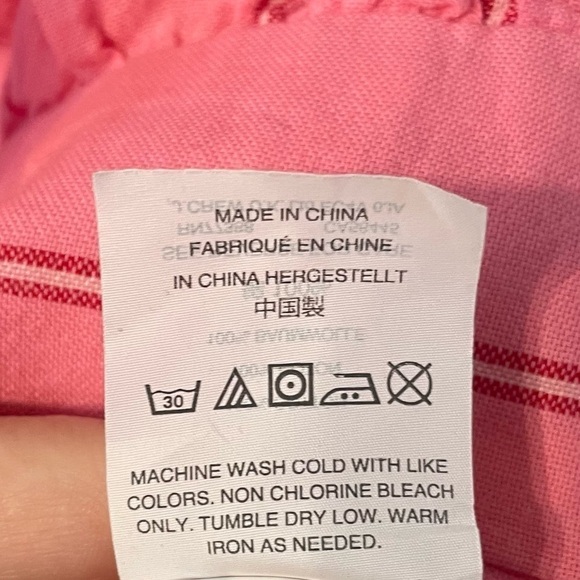 MADE IN CHINA
FABRIQUÉ EN CHINE
IN CHINA HERGESTELLT
中国製
30
MACHINE WASH COLD WITH LIKE
COLORS. NON CHLORINE BLEACH
ONLY. TUMBLE DRY LOW. WARM
IRON AS NEEDED.